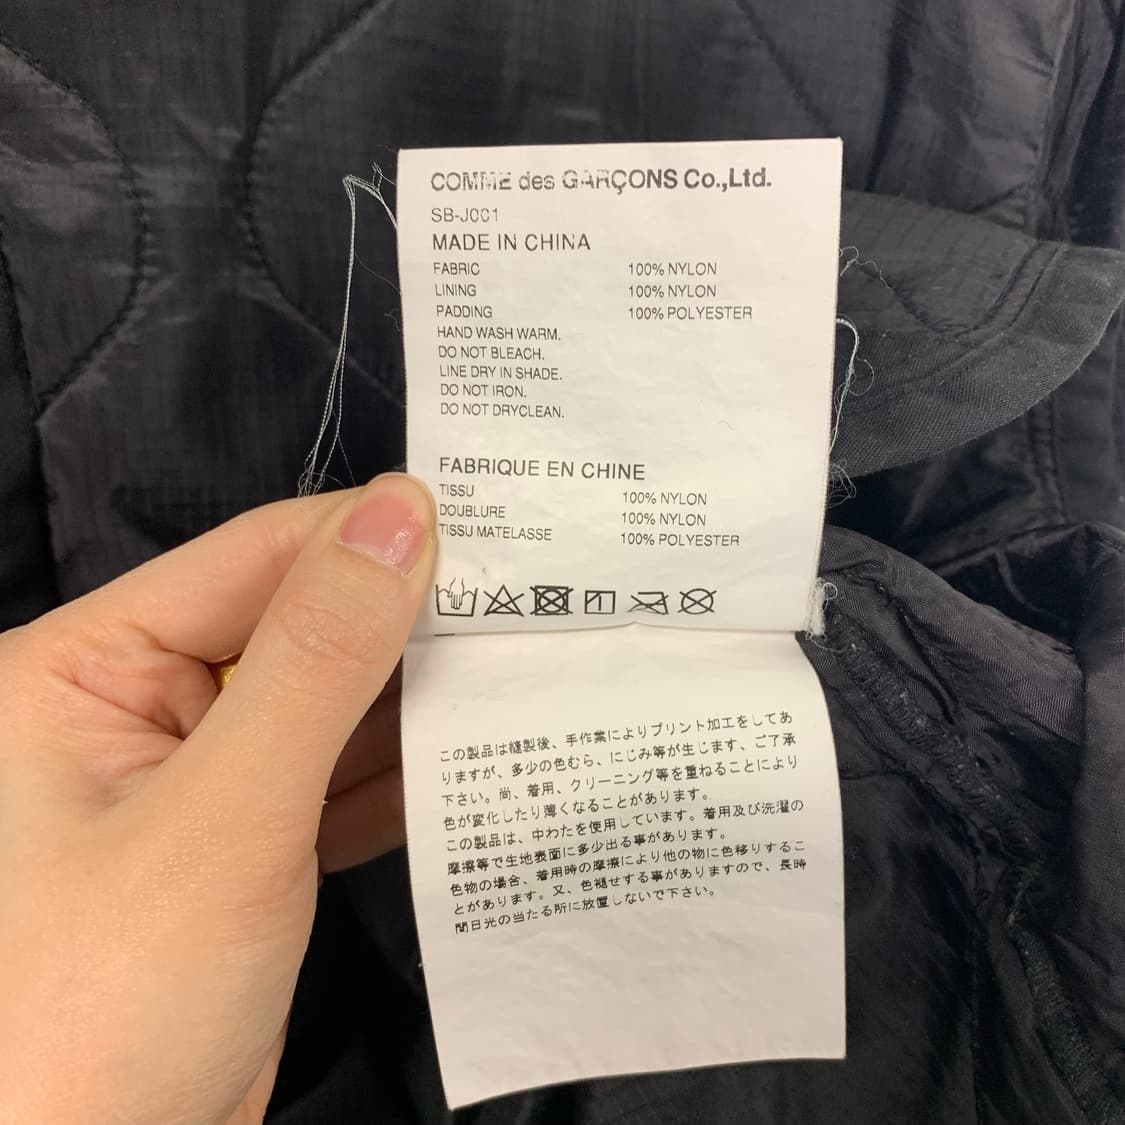 COMME des GARÇONS Co.,Ltd.
SB-J001
MADE IN CHINA
FABRIC 100% NYLON
LINING 100% NYLON
PADDING 100% POLYESTER
HAND WASH WARM.
DO NOT BLEACH.
LINE DRY IN SHADE.
DO NOT IRON.
DO NOT DRYCLEAN.
FABRIQUE EN CHINE
TISSU 100% NYLON
DOUBLURE 100% NYLON
TISSU MATELASSE 100% POLYESTER
この製品は縫製後、手作業によりプリント加工をしてあ
りますが、多少の色むら、にじみ等が生じます、ご了承
下さい。尚、着用、クリーニング等を重ねることにより
色が変化したり薄くなることがあります。
この製品は、中わたを使用しています。着用及び洗濯の
摩擦等で生地表面に多少出る事があります。
色物の場合、着用時の摩擦により他の物に色移りするこ
とがあります。又、色褪せする事がありますので、長時
間日光の当たる所に放置しないで下さい。